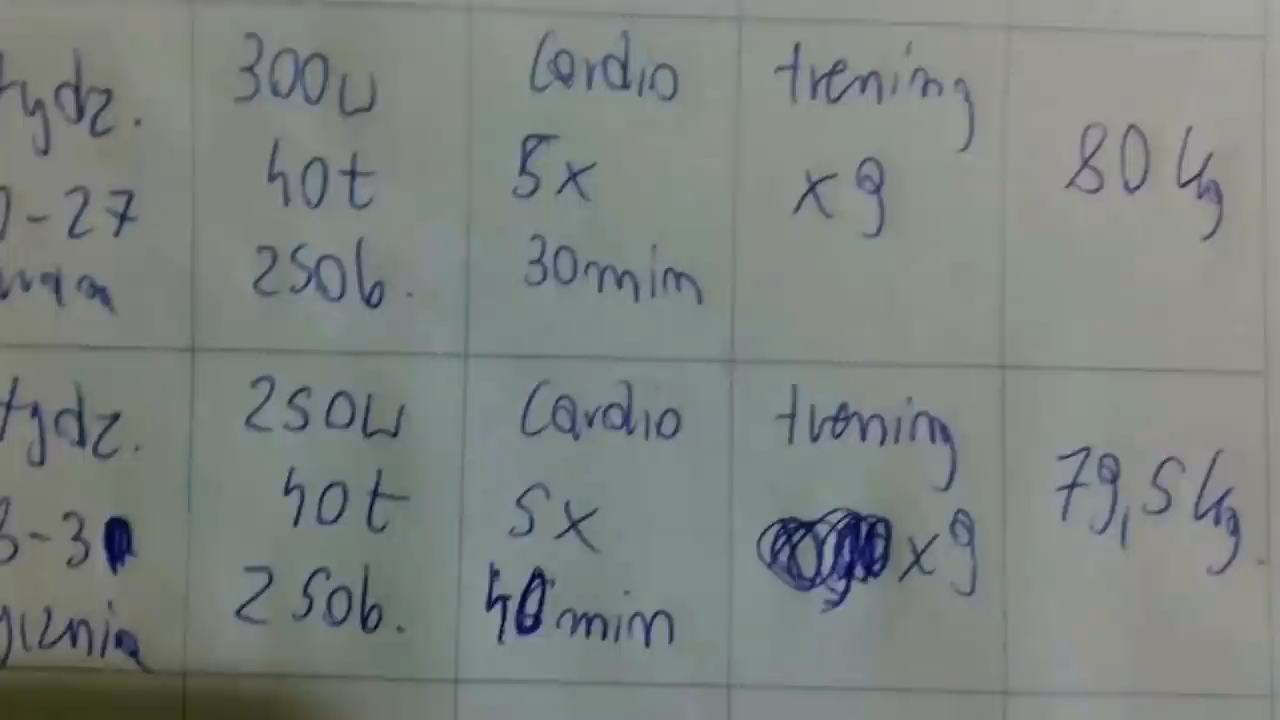 tydz.
-27
300w
40t
250b.
Cardio
5x
30min
trening
x9
80kg
tydz.
-3
250w
40t
250b.
Cardio
5x
40min
trening
x9
79,5kg